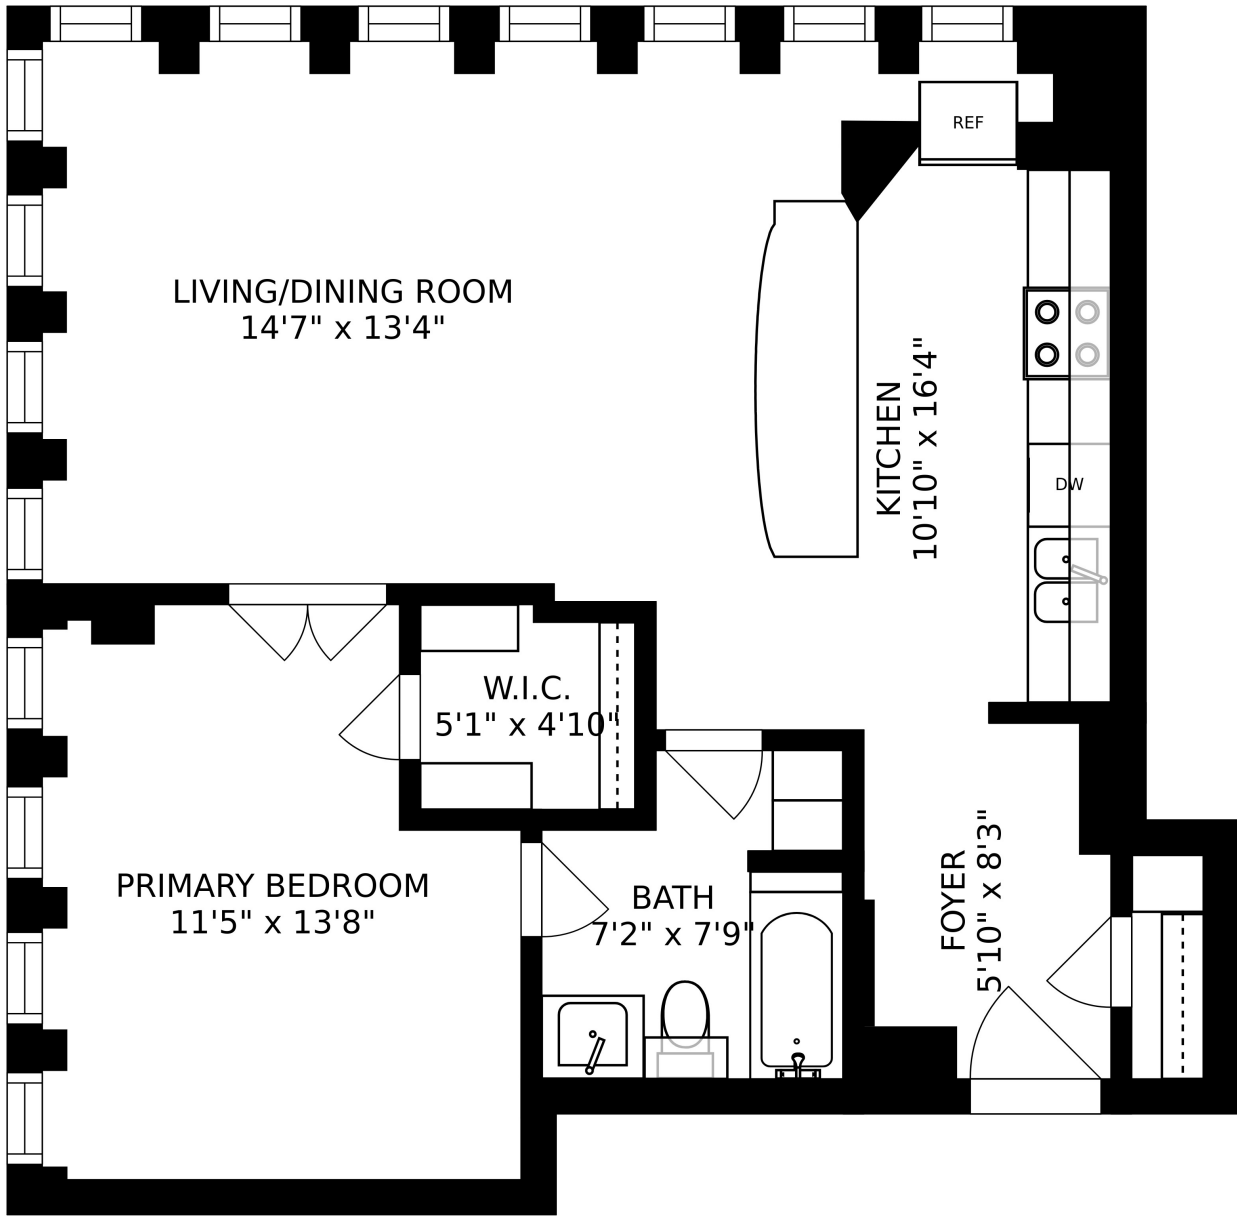 REF
LIVING/DINING ROOM
14'7" x 13'4"
KITCHEN
10'10" x 16'4"
DW
W.I.C.
5'1" x 4'10"
PRIMARY BEDROOM
11'5" x 13'8"
BATH
7'2" x 7'9"
FOYER
5'10" x 8'3"